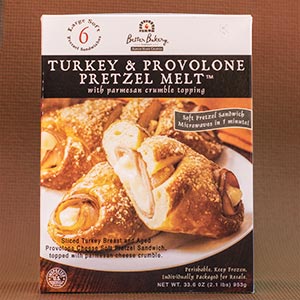 Large Soft
6
Pretzel Sandwiches
Butter Bakery
TURKEY & PROVOLONE
PRETZEL MELT™
with parmesan crumble topping
Soft Pretzel Sandwich
Microwaves in 1 minute!
Sliced Turkey Breast and Aged
Provolone Cheese Soft Pretzel Sandwich,
topped with parmesan cheese crumble.
Perishable. Keep Frozen.
Individually Packaged for Resale.
NET WT. 33.6 OZ (2.1 lbs) 953g